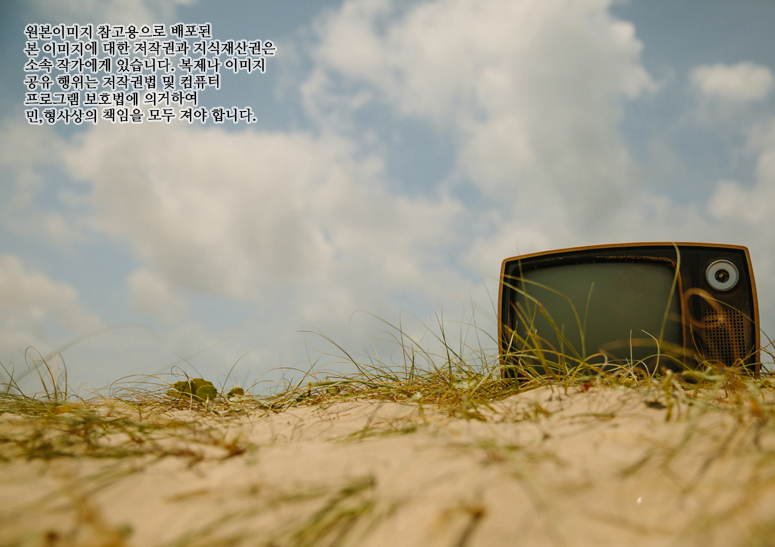 원본이미지 참고용으로 배포된
본 이미지에 대한 저작권과 지식재산권은
소속 작가에게 있습니다. 복제나 이미지
공유 행위는 저작권법 및 컴퓨터
프로그램 보호법에 의거하여
민,형사상의 책임을 모두 져야 합니다.